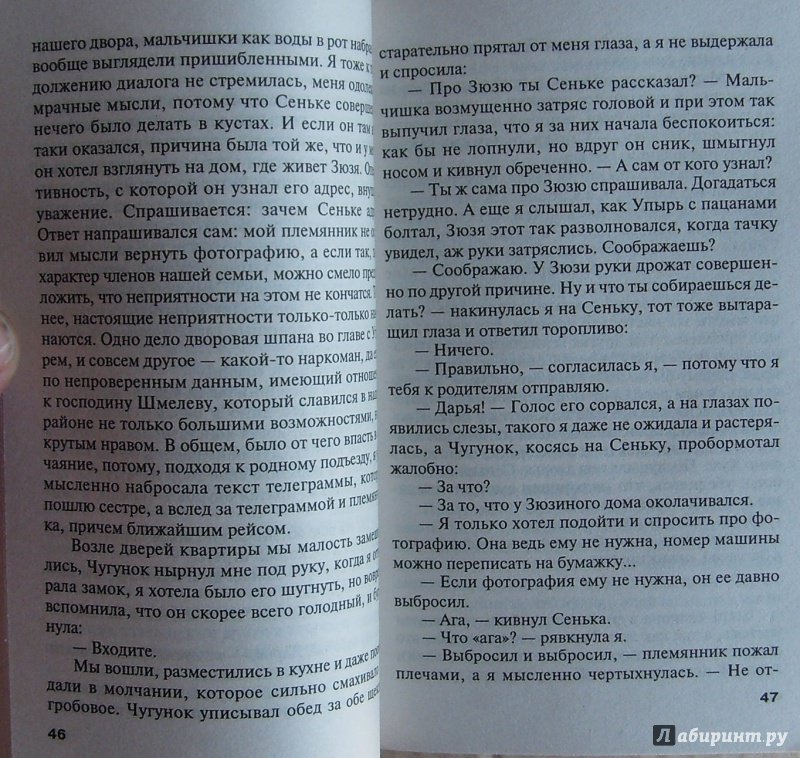 нашего двора, мальчишки как воды в рот набра
вообще выглядели пришибленными. Я тоже к
должению диалога не стремилась, меня одоле
мрачные мысли, потому что Сеньке соверше
нечего было делать в кустах. И если он там
таки оказался, причина была той же, что и у
он хотел взглянуть на дом, где живет Зюзя.
тивность, с которой он узнал его адрес, вну
уважение. Спрашивается: зачем Сеньке
Ответ напрашивался сам: мой племянник не
вил мысли вернуть фотографию, а если так,
характер членов нашей семьи, можно смело
ложить, что неприятности на этом не кончатся.
нее, настоящие неприятности только-только
наются. Одно дело дворовая шпана во главе с
рем, и совсем другое — какой-то наркоман, да
по непроверенным данным, имеющий отноше
к господину Шмелеву, который славился в
районе не только большими возможностями,
крутым нравом. В общем, было от чего впасть
чаяние, потому, подходя к родному подъезду,
мысленно набросала текст телеграммы,
пошлю сестре, а вслед за телеграммой и племян
ка, причем ближайшим рейсом.
Возле дверей квартиры мы малость
лись, Чугунок нырнул мне под руку, когда я
рала замок, я хотела было его шугнуть, но
вспомнила, что он скорее всего голодный, и
нула:
— Входите.
Мы вошли, разместились в кухне и даже
дали в молчании, которое сильно смахивало
гробовое. Чугунок уписывал обед за обе
46
старательно прятал от меня глаза, а я не выдержала
и спросила:
— Про Зюзю ты Сеньке рассказал? — Маль-
чишка возмущенно затряс головой и при этом так
выпучил глаза, что я за них начала беспокоиться:
как бы не лопнули, но вдруг он сник, шмыгнул
носом и кивнул обреченно. — А сам от кого узнал?
— Ты ж сама про Зюзю спрашивала. Догадаться
нетрудно. А еще я слышал, как Упырь с пацанами
болтал, Зюзя этот так разволновался, когда тачку
увидел, аж руки затряслись. Соображаешь?
— Соображаю. У Зюзи руки дрожат совершен-
но по другой причине. Ну и что ты собираешься де-
лать? — накинулась я на Сеньку, тот тоже вытара-
щил глаза и ответил торопливо:
— Ничего.
— Правильно, — согласилась я, — потому что я
тебя к родителям отправляю.
— Дарья! — Голос его сорвался, а на глазах по-
явились слезы, такого я даже не ожидала и растеря-
лась, а Чугунок, косясь на Сеньку, пробормотал
жалобно:
— За что?
— За то, что у Зюзиного дома околачивался.
— Я только хотел подойти и спросить про фо-
тографию. Она ведь ему не нужна, номер машины
можно переписать на бумажку...
— Если фотография ему не нужна, он ее давно
выбросил.
— Ага, — кивнул Сенька.
— Что «ага»? — рявкнула я.
— Выбросил и выбросил, — племянник пожал
плечами, а я мысленно чертыхнулась. — Не от-
47
Лабиринт.ру